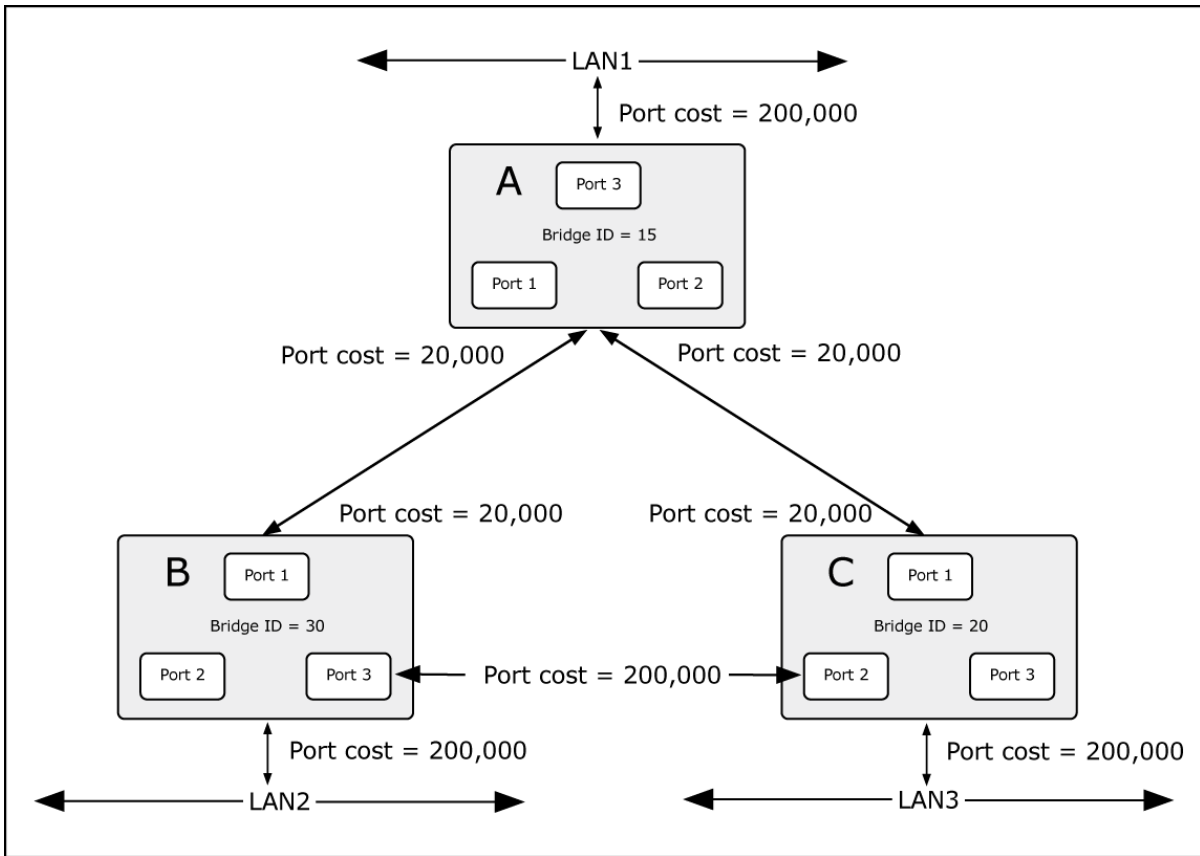 LAN1
Port cost = 200,000
A
Port 3
Bridge ID = 15
Port 1
Port 2
Port cost = 20,000
Port cost = 20,000
Port cost = 20,000
Port cost = 20,000
B
Port 1
Bridge ID = 30
Port 2
Port 3
C
Port 1
Bridge ID = 20
Port 2
Port 3
Port cost = 200,000
Port cost = 200,000
LAN2
Port cost = 200,000
LAN3